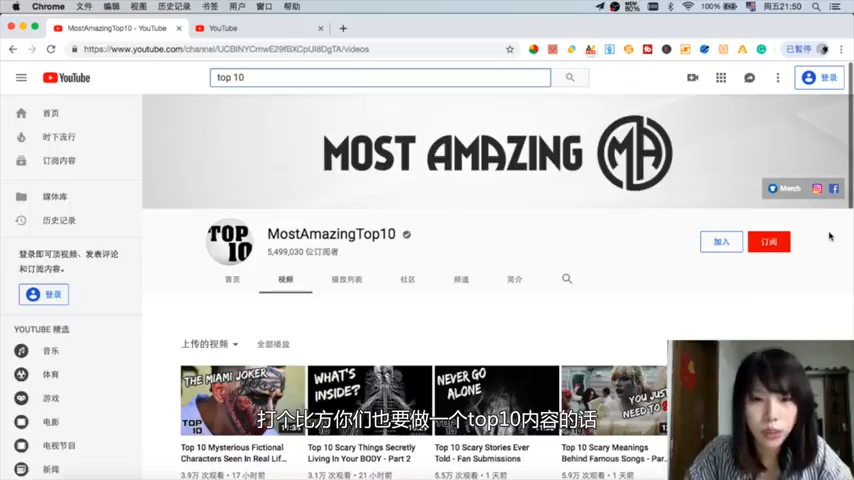 Chrome 文件 编辑 视图 历史记录 书签 用户 窗口 帮助
80% 100% 周五21:50
MostAmazingTop10 - YouTube
YouTube
https://www.youtube.com/channel/UCBINYCmwE29fBXCpUI8DgTA/videos
已暂停
YouTube
top 10
登录
首页
时下流行
订阅内容
媒体库
历史记录
登录即可顶视频、发表评论
和订阅内容。
登录
YOUTUBE 精选
音乐
体育
游戏
电影
电视节目
新闻
MOST AMAZING MA
Merch
TOP 10
MostAmazingTop10
5,499,030 位订阅者
加入
订阅
首页 视频 播放列表 社区 频道 简介
上传的视频 全部播放
THE MIAMI JOKER
TOP 10
WHAT'S INSIDE?
NEVER GO ALONE
YOU JUST NEED TO
打个比方你们也要做一个top10内容的话
Top 10 Mysterious Fictional
Characters Seen In Real Life...
3.9万 次观看 • 17 小时前
Top 10 Scary Things Secretly
Living In Your BODY - Part 2
3.1万 次观看 • 21 小时前
Top 10 Scary Stories Ever
Told - Fan Submissions
5.5万 次观看 • 1 天前
Top 10 Scary Meanings
Behind Famous Songs - Par...
5.9万 次观看 • 1 天前